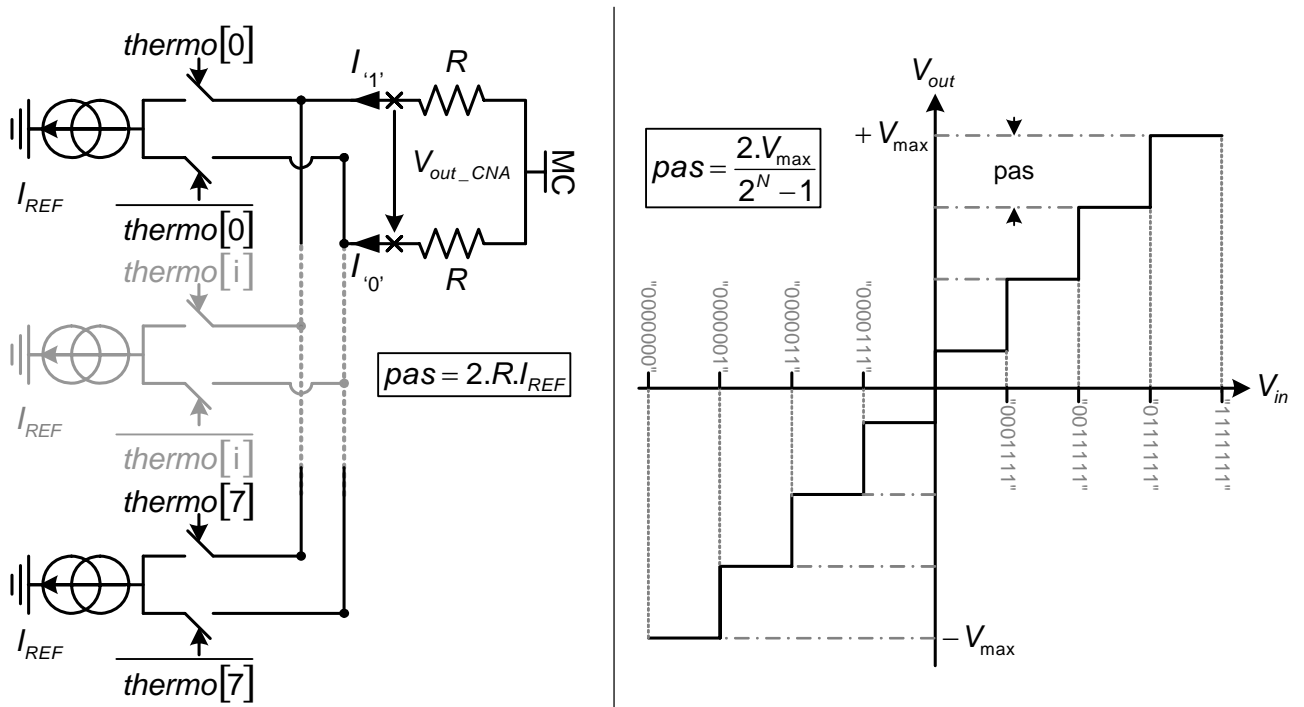 thermo[0]
I_REF
thermo[0]
I_'1'
R
V_out_CNA
MC
I_'0'
R
thermo[i]
I_REF
thermo[i]
pas = 2.R.I_REF
thermo[7]
I_REF
thermo[7]
V_out
+ V_max
pas = 2.V_max / 2^N − 1
pas
"0000000"
"0000001"
"0000011"
"0000111"
V_in
"0001111"
"0011111"
"0111111"
"1111111"
− V_max